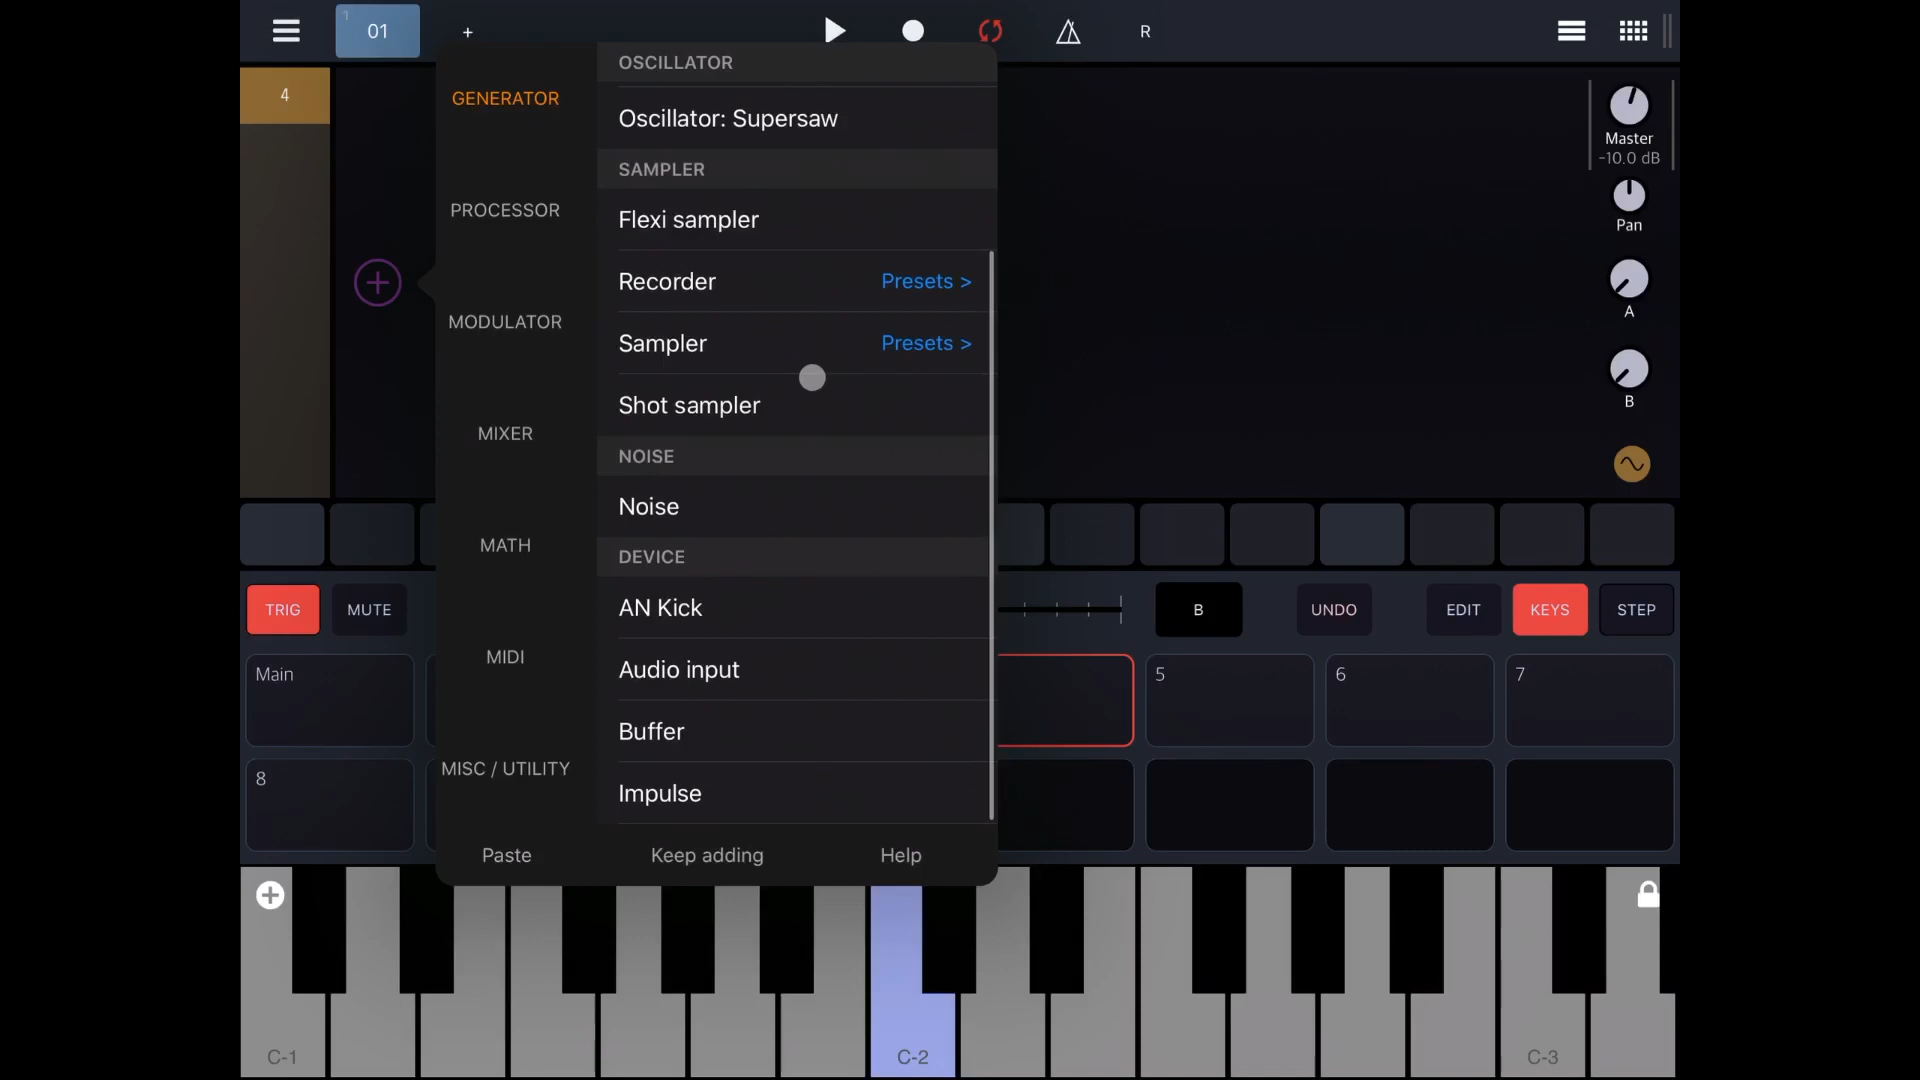 1
01
+
R
4
GENERATOR
PROCESSOR
MODULATOR
MIXER
MATH
MIDI
MISC / UTILITY
OSCILLATOR
Oscillator: Supersaw
SAMPLER
Flexi sampler
Recorder Presets >
Sampler Presets >
Shot sampler
NOISE
Noise
DEVICE
AN Kick
Audio input
Buffer
Impulse
Paste Keep adding Help
Master
-10.0 dB
Pan
A
B
TRIG MUTE B UNDO EDIT KEYS STEP
Main 5 6 7
8
C-1 C-2 C-3